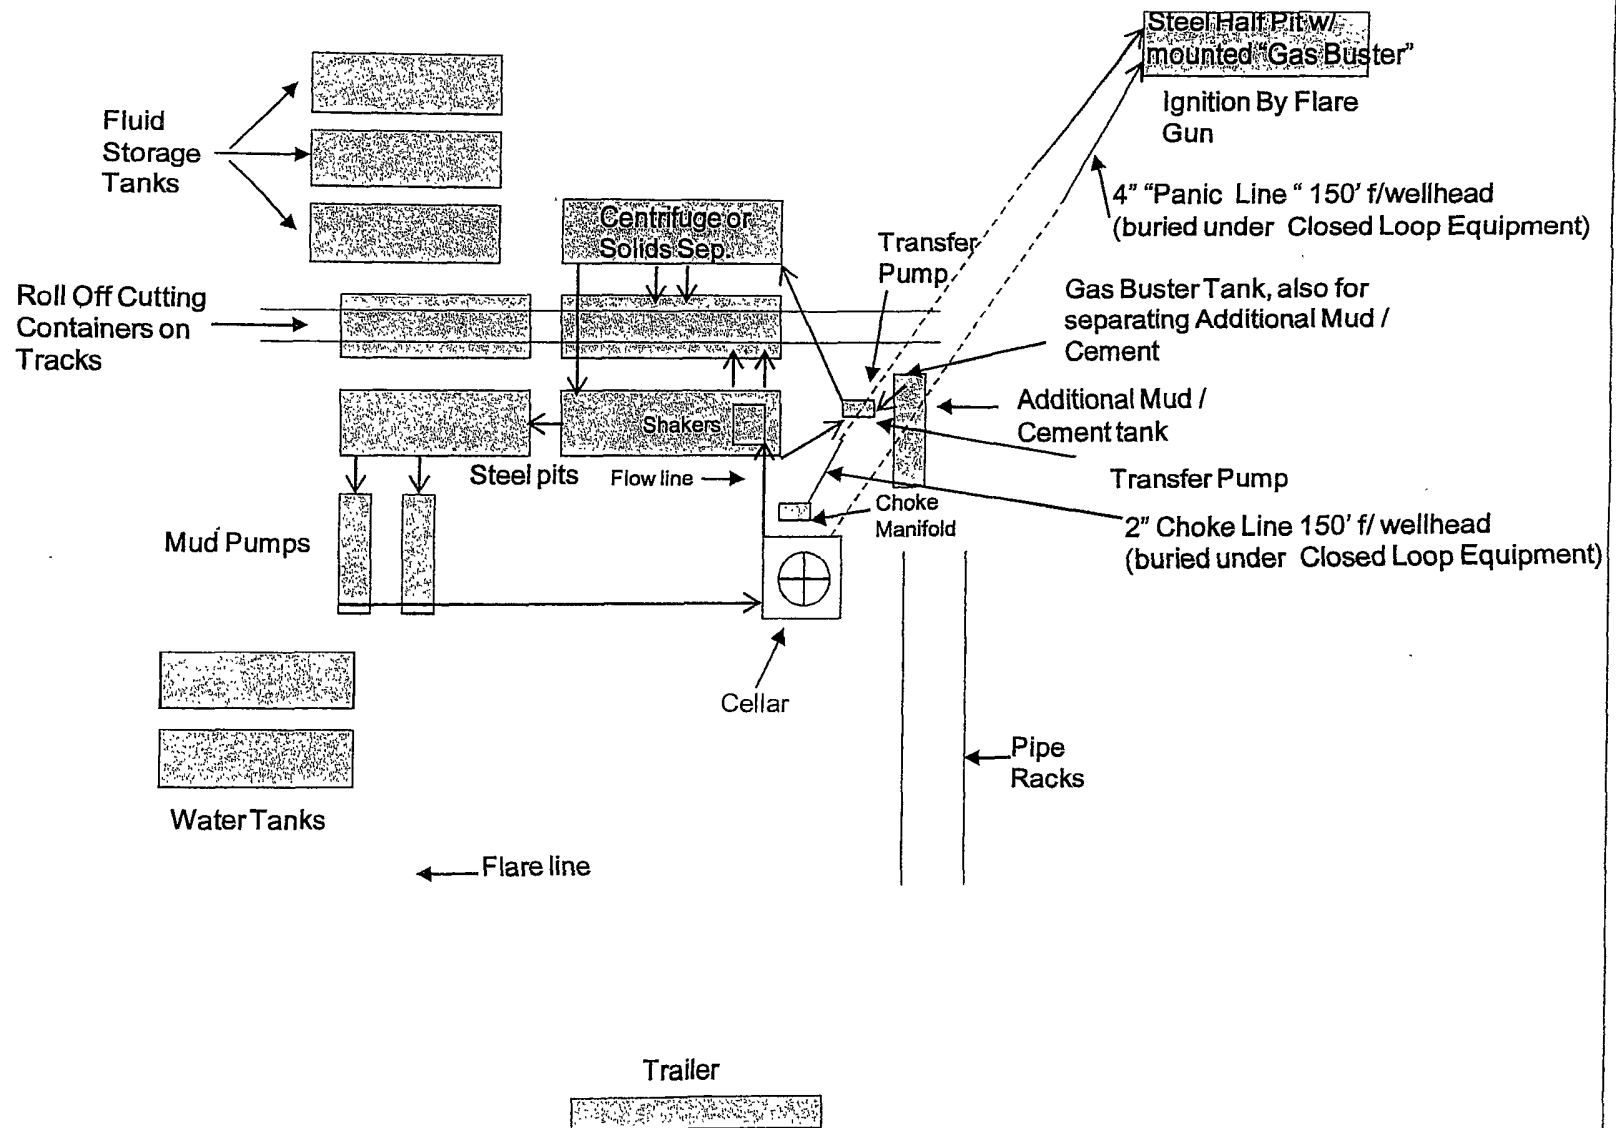 Steel Half Pit w/
mounted “Gas Buster”
Ignition By Flare
Gun
Fluid
Storage
Tanks
4” “Panic Line “ 150’ f/wellhead
(buried under Closed Loop Equipment)
Centrifuge or
Solids Sep.
Transfer
Pump
Roll Off Cutting
Containers on
Tracks
Gas Buster Tank, also for
separating Additional Mud /
Cement
Additional Mud /
Cement tank
Shakers
Steel pits
Flow line
Transfer Pump
Choke
Manifold
2” Choke Line 150’ f/ wellhead
(buried under Closed Loop Equipment)
Mud Pumps
Cellar
Pipe
Racks
Water Tanks
Flare line
Trailer